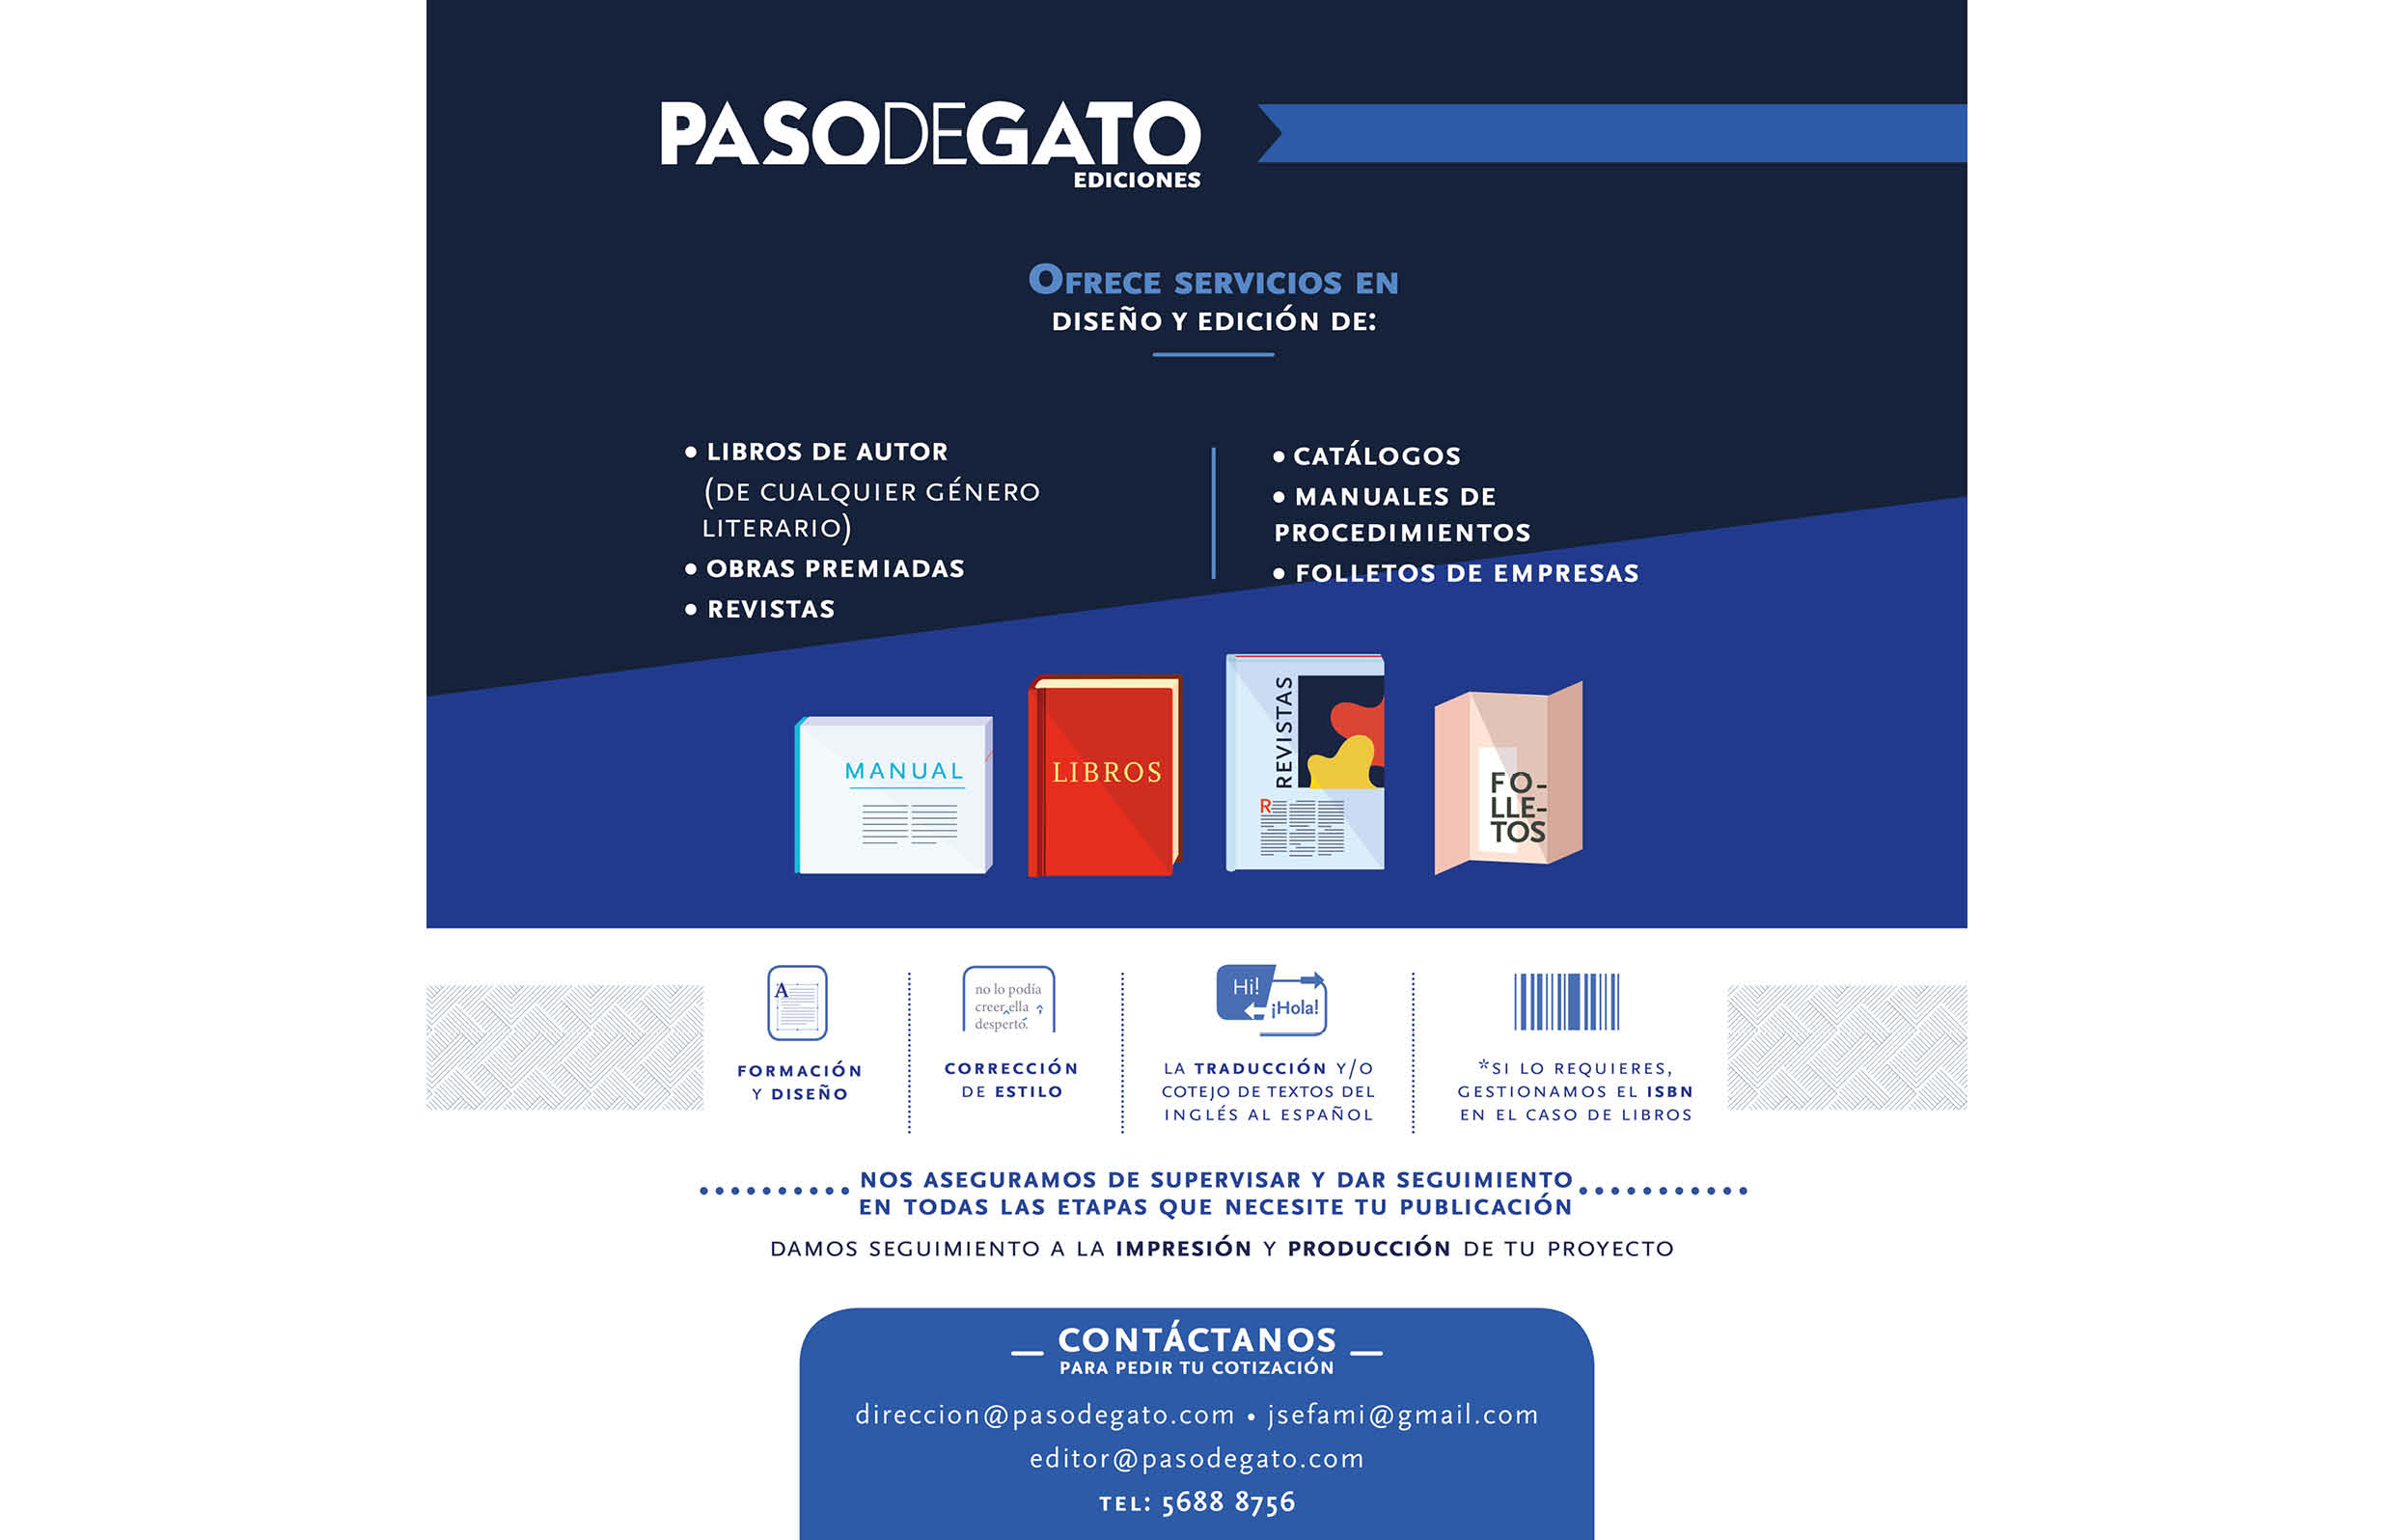 PASODEGATO
EDICIONES
OFRECE SERVICIOS EN
DISEÑO Y EDICIÓN DE:
• LIBROS DE AUTOR
(DE CUALQUIER GÉNERO
LITERARIO)
• OBRAS PREMIADAS
• REVISTAS
• CATÁLOGOS
• MANUALES DE
PROCEDIMIENTOS
• FOLLETOS DE EMPRESAS
MANUAL
LIBROS
REVISTAS
R
FO-
LLE-
TOS
A
FORMACIÓN
Y DISEÑO
no lo podía
creer ella ?
despertó.
CORRECCIÓN
DE ESTILO
Hi!
¡Hola!
LA TRADUCCIÓN Y/O
COTEJO DE TEXTOS DEL
INGLÉS AL ESPAÑOL
*SI LO REQUIERES,
GESTIONAMOS EL ISBN
EN EL CASO DE LIBROS
NOS ASEGURAMOS DE SUPERVISAR Y DAR SEGUIMIENTO
EN TODAS LAS ETAPAS QUE NECESITE TU PUBLICACIÓN
DAMOS SEGUIMIENTO A LA IMPRESIÓN Y PRODUCCIÓN DE TU PROYECTO
CONTÁCTANOS
PARA PEDIR TU COTIZACIÓN
direccion@pasodegato.com • jsefami@gmail.com
editor@pasodegato.com
TEL: 5688 8756